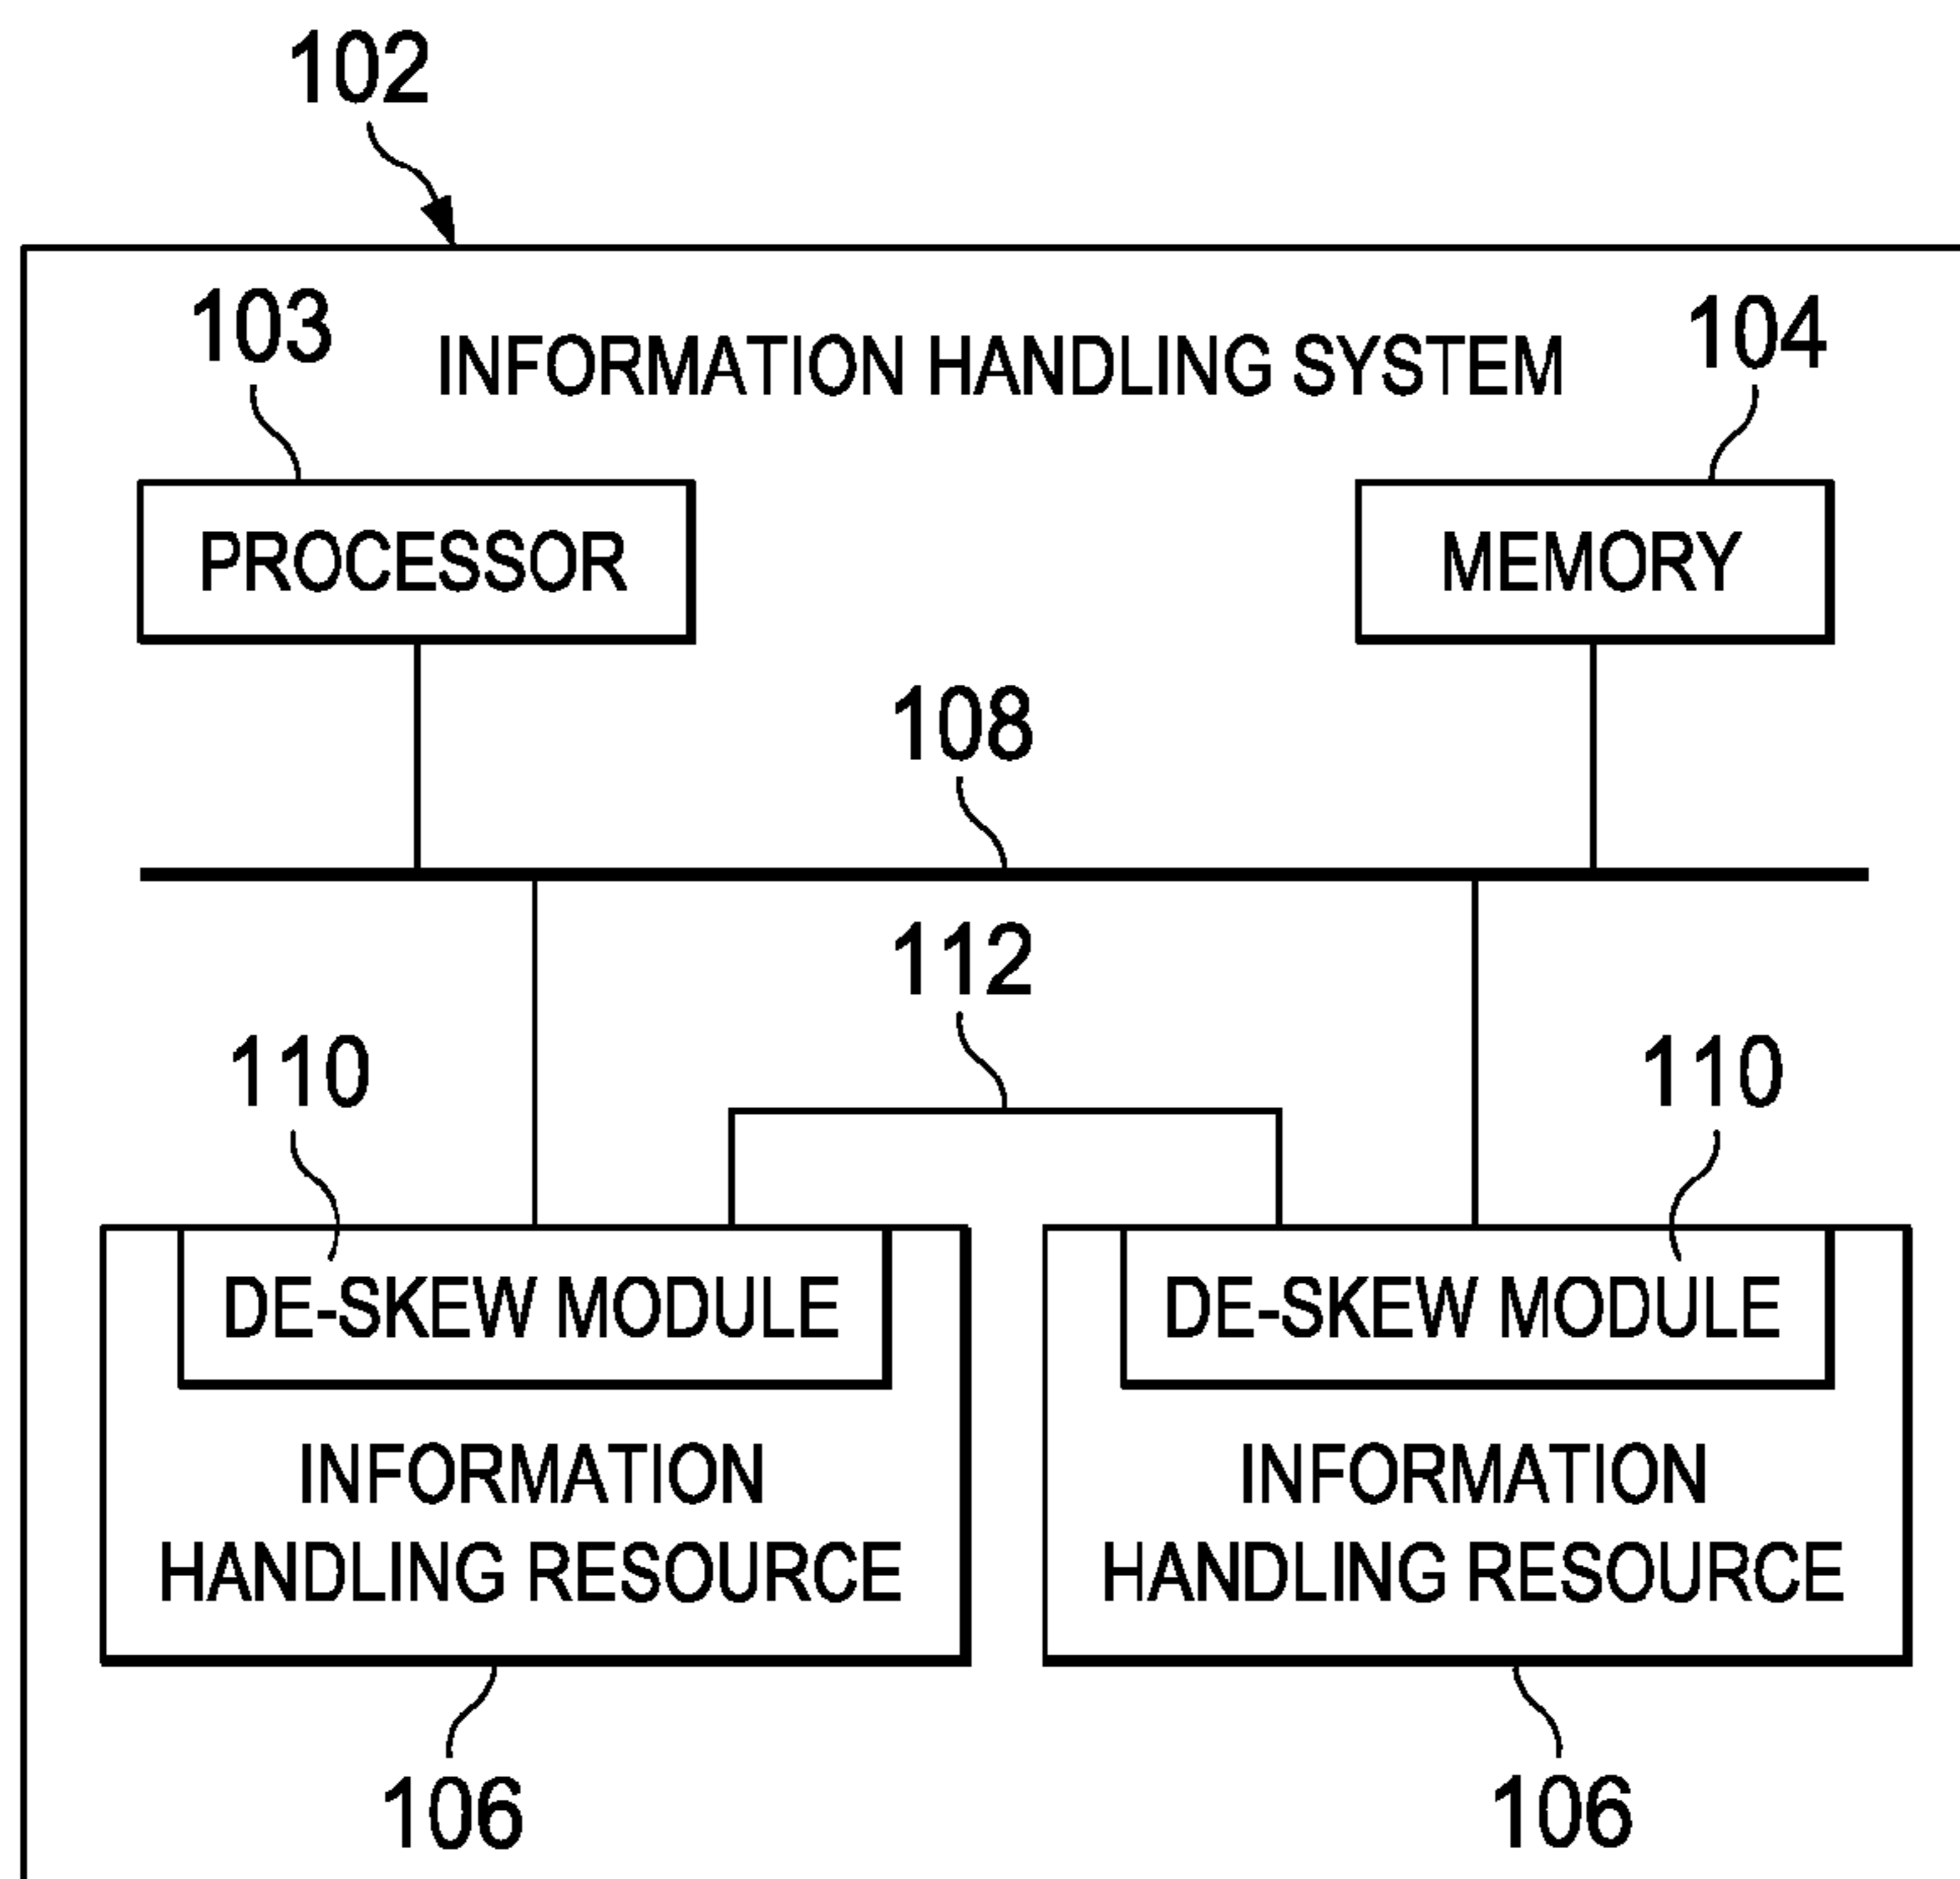 102
103
INFORMATION HANDLING SYSTEM
104
PROCESSOR
MEMORY
108
112
110
110
DE-SKEW MODULE
DE-SKEW MODULE
INFORMATION
HANDLING RESOURCE
INFORMATION
HANDLING RESOURCE
106
106